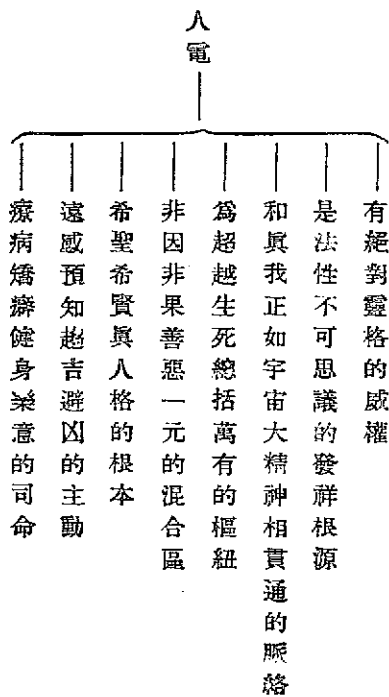 人電
有絕對靈格的威權
是法性不可思議的發祥根源
和眞我正如宇宙大精神相貫通的脈絡
爲超越生死總括萬有的樞紐
非因非果善惡一元的混合區
希聖希賢眞人格的根本
遠感預知趨吉避凶的主動
療病矯癖健身樂意的司命